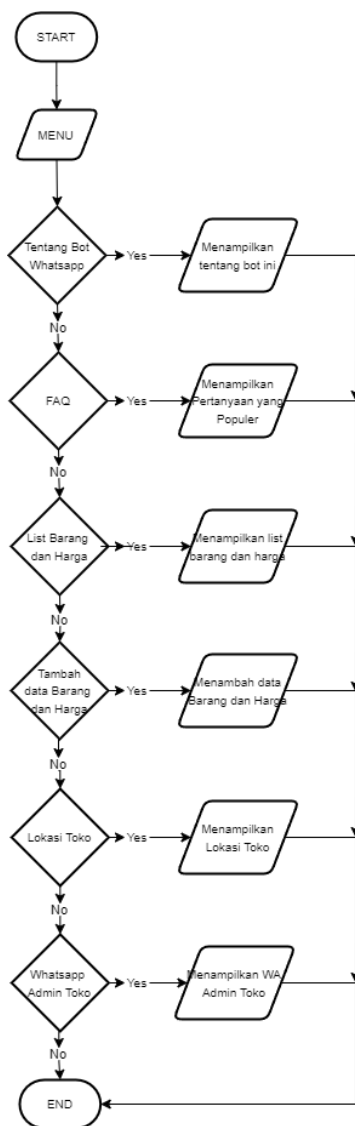 START
MENU
Tentang Bot
Whatsapp
Yes
Menampilkan
tentang bot ini
No
FAQ
Yes
Menampilkan
Pertanyaan yang
Populer
No
List Barang
dan Harga
Yes
Menampilkan list
barang dan harga
No
Tambah
data Barang
dan Harga
Yes
Menambah data
Barang dan Harga
No
Lokasi Toko
Yes
Menampilkan
Lokasi Toko
No
Whatsapp
Admin Toko
Yes
Menampilkan WA
Admin Toko
No
END